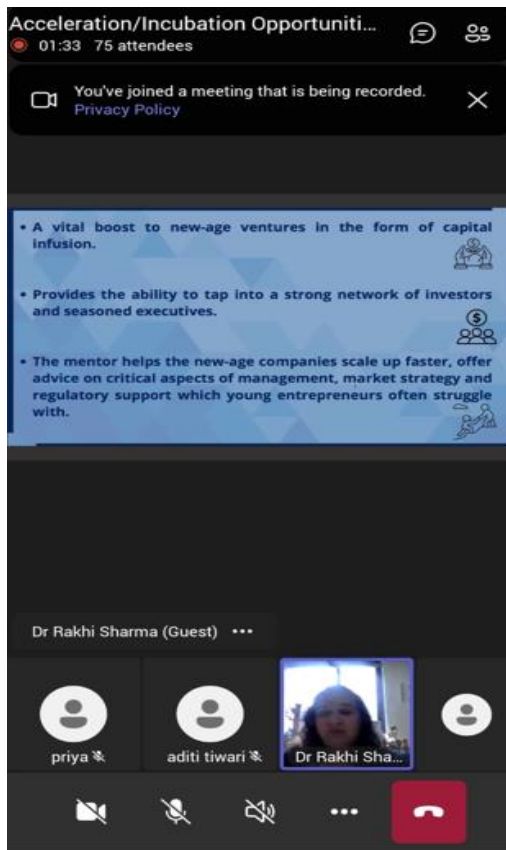 Acceleration/Incubation Opportuniti...
01:33 75 attendees
You've joined a meeting that is being recorded.
Privacy Policy
• A vital boost to new-age ventures in the form of capital
infusion.
• Provides the ability to tap into a strong network of investors
and seasoned executives.
• The mentor helps the new-age companies scale up faster, offer
advice on critical aspects of management, market strategy and
regulatory support which young entrepreneurs often struggle
with.
Dr Rakhi Sharma (Guest) •••
priya
aditi tiwari
Dr Rakhi Sha...